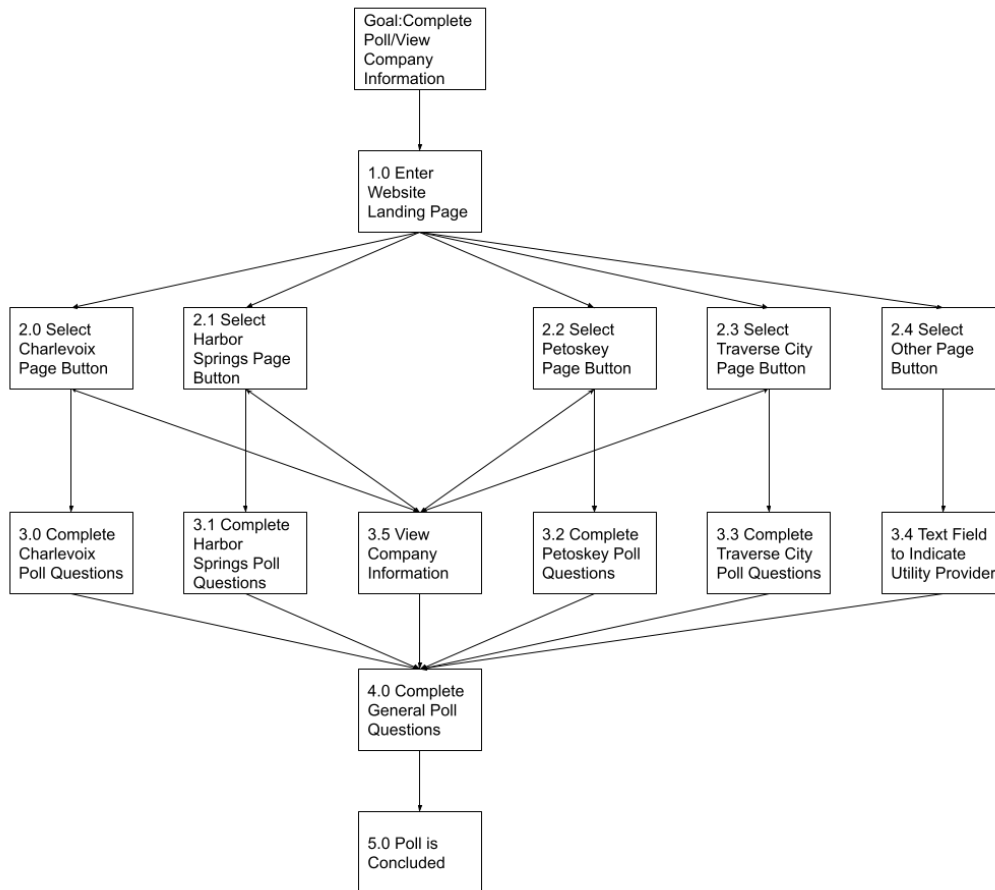 Goal:Complete
Poll/View
Company
Information
1.0 Enter
Website
Landing Page
2.0 Select
Charlevoix
Page Button
2.1 Select
Harbor
Springs Page
Button
2.2 Select
Petoskey
Page Button
2.3 Select
Traverse City
Page Button
2.4 Select
Other Page
Button
3.0 Complete
Charlevoix
Poll Questions
3.1 Complete
Harbor
Springs Poll
Questions
3.5 View
Company
Information
3.2 Complete
Petoskey Poll
Questions
3.3 Complete
Traverse City
Poll Questions
3.4 Text Field
to Indicate
Utility Provider
4.0 Complete
General Poll
Questions
5.0 Poll is
Concluded